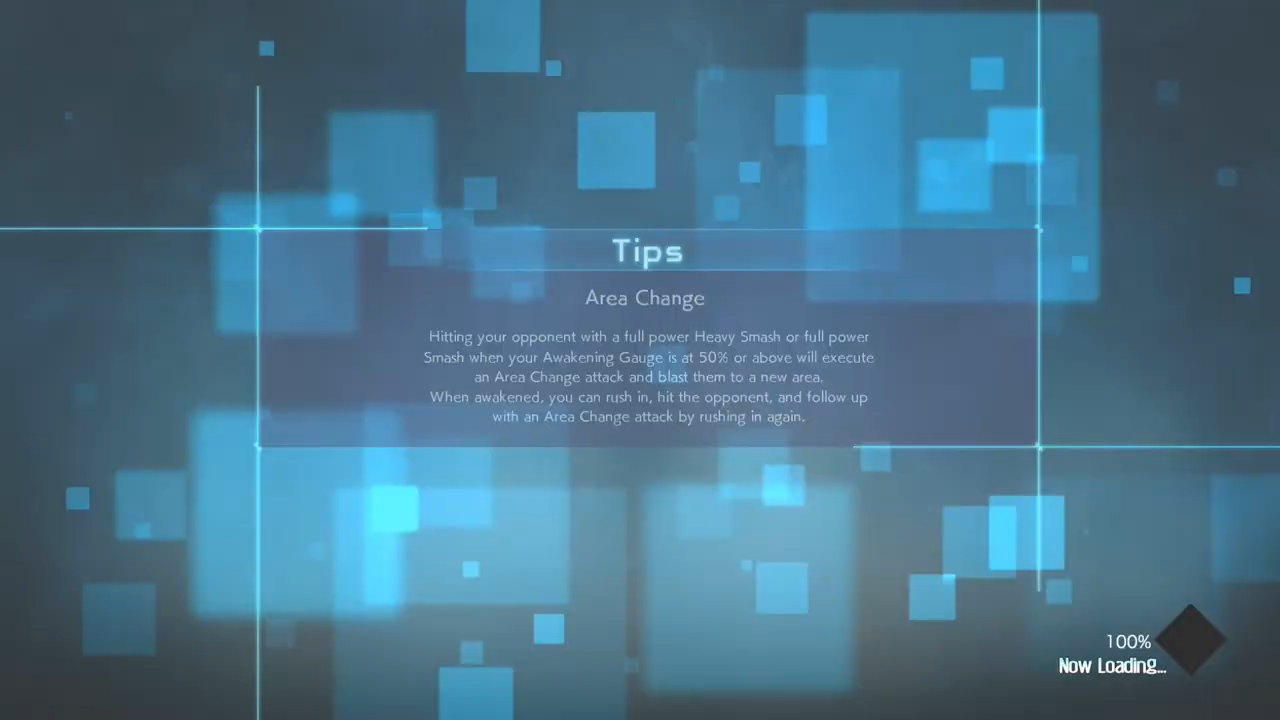 Tips
Area Change
Hitting your opponent with a full power Heavy Smash or full power
Smash when your Awakening Gauge is at 50% or above will execute
an Area Change attack and blast them to a new area.
When awakened, you can rush in, hit the opponent, and follow up
with an Area Change attack by rushing in again.
100%
Now Loading...